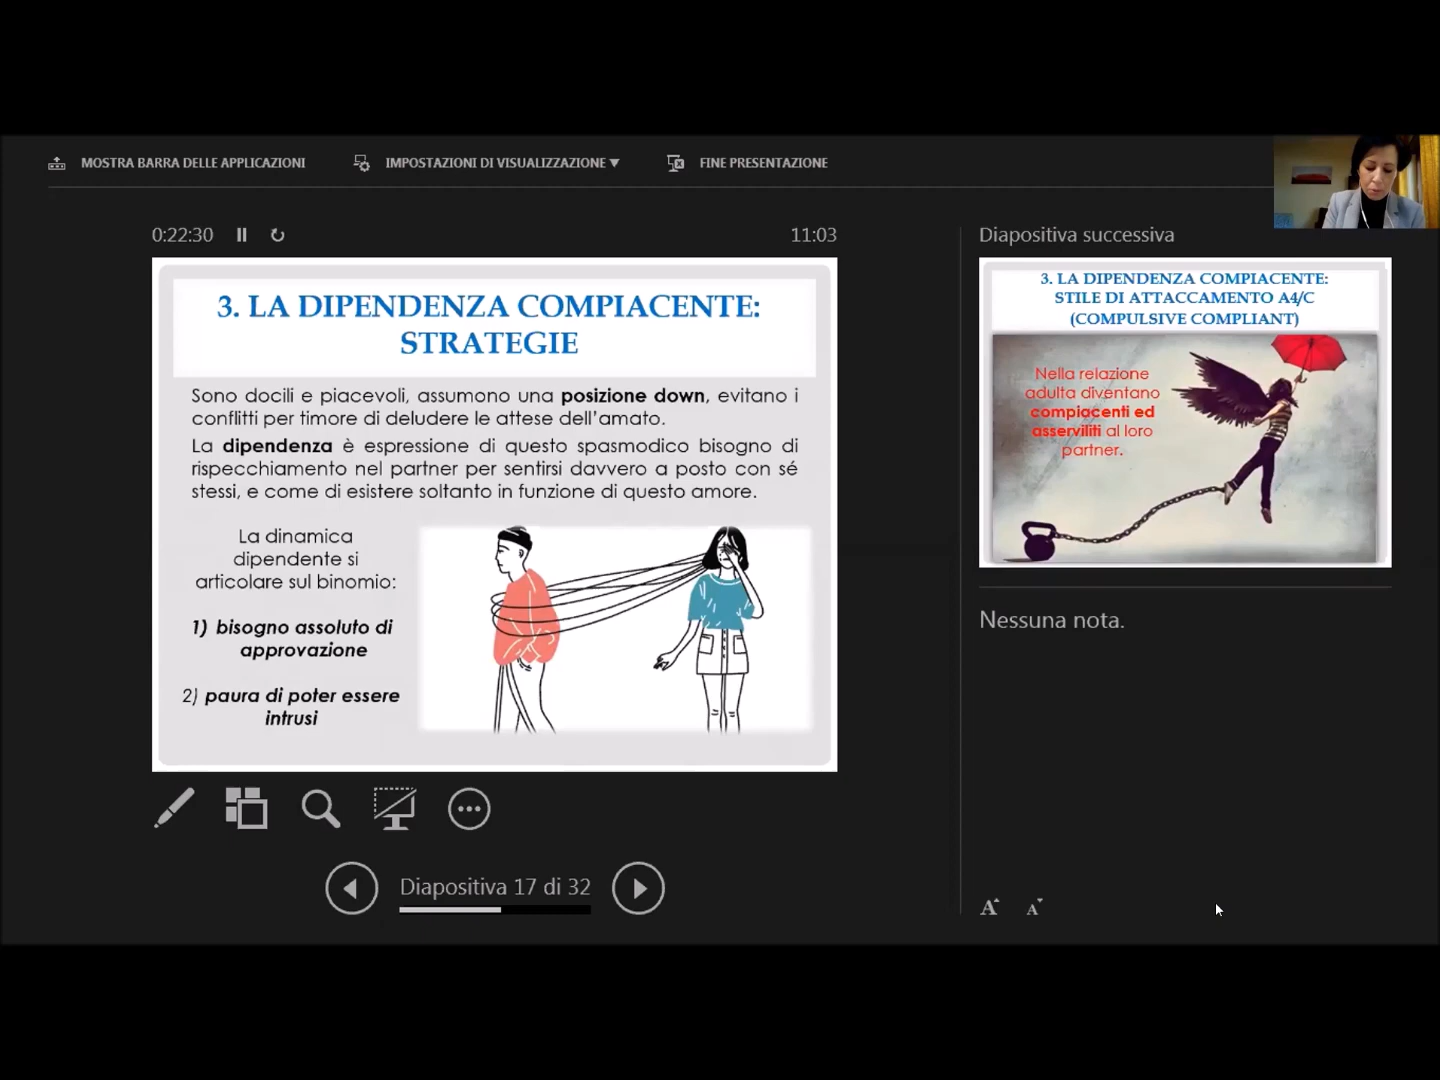 MOSTRA BARRA DELLE APPLICAZIONI
IMPOSTAZIONI DI VISUALIZZAZIONE ▼
FINE PRESENTAZIONE
0:22:30
11:03
3. LA DIPENDENZA COMPIACENTE:
STRATEGIE
Sono docili e piacevoli, assumono una posizione down, evitano i
conflitti per timore di deludere le attese dell'amato.
La dipendenza è espressione di questo spasmodico bisogno di
rispecchiamento nel partner per sentirsi davvero a posto con sé
stessi, e come di esistere soltanto in funzione di questo amore.
La dinamica
dipendente si
articolare sul binomio:
1) bisogno assoluto di
approvazione
2) paura di poter essere
intrusi
Diapositiva 17 di 32
Diapositiva successiva
3. LA DIPENDENZA COMPIACENTE:
STILE DI ATTACCAMENTO A4/C
(COMPULSIVE COMPLIANT)
Nella relazione
adulta diventano
compiacenti ed
asserviliti al loro
partner.
Nessuna nota.
A A